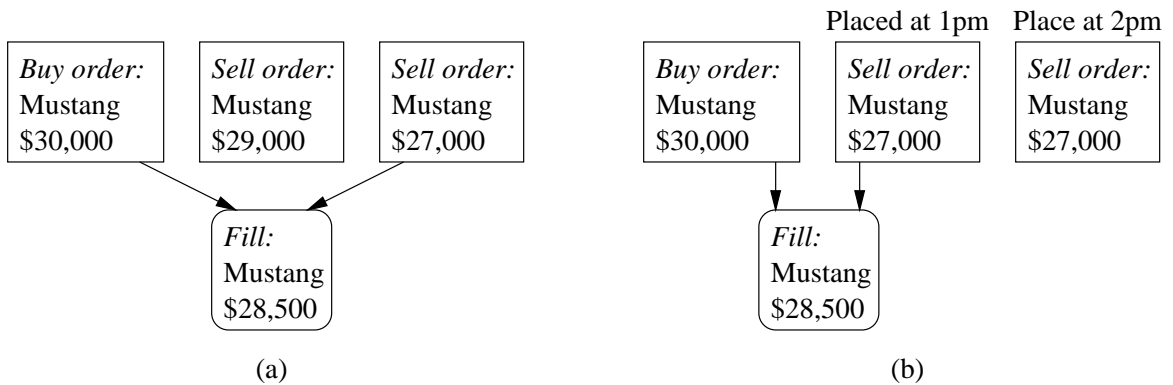 Placed at 1pm
Place at 2pm
Buy order:
Mustang
$30,000
Sell order:
Mustang
$29,000
Sell order:
Mustang
$27,000
Fill:
Mustang
$28,500
(a)
Buy order:
Mustang
$30,000
Sell order:
Mustang
$27,000
Sell order:
Mustang
$27,000
Fill:
Mustang
$28,500
(b)